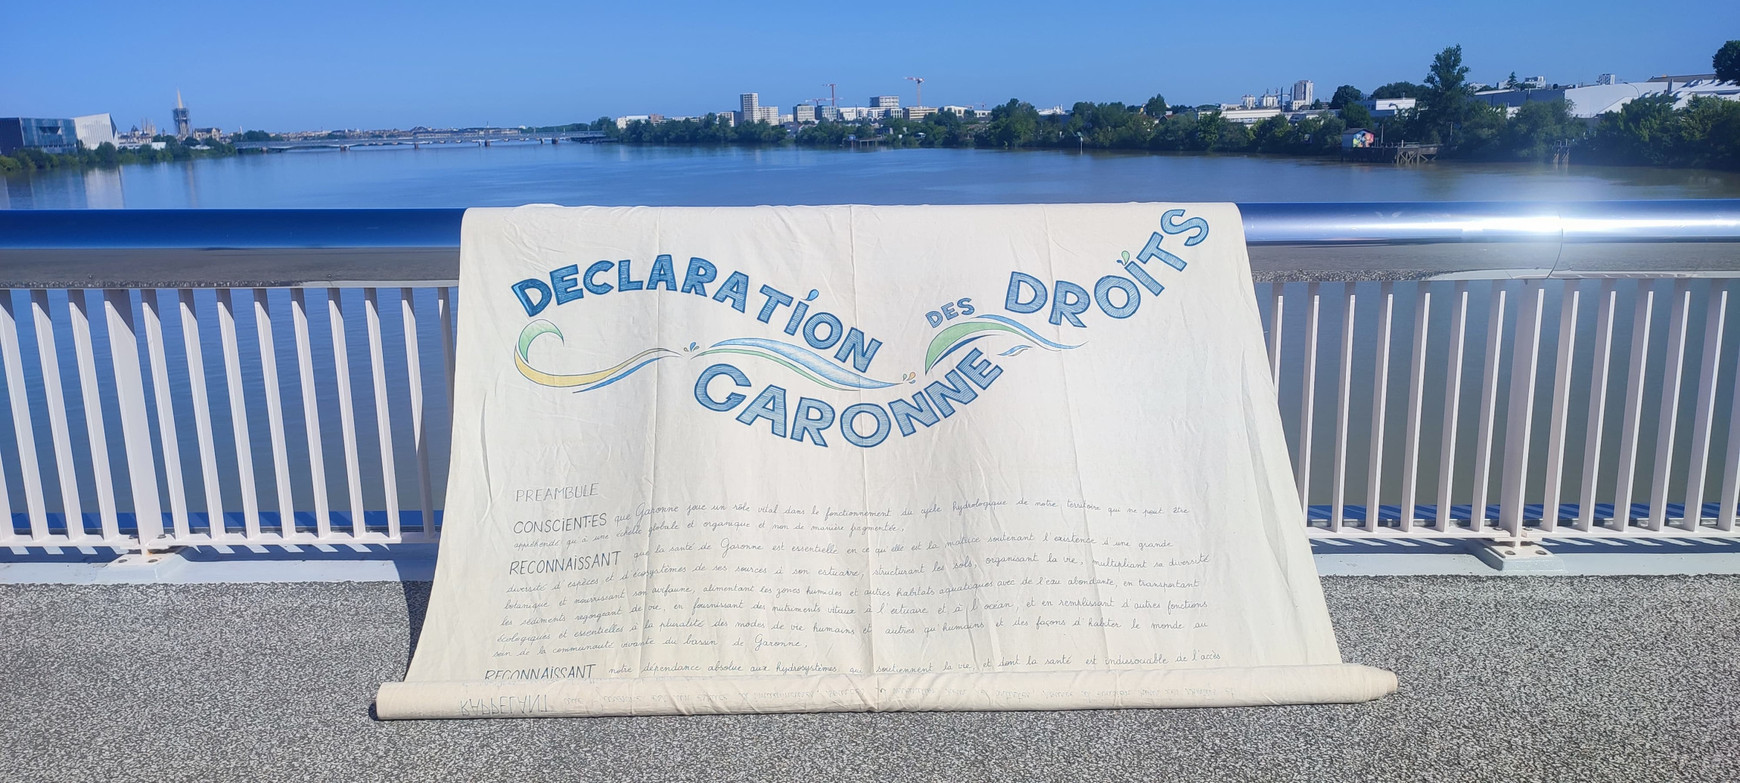 DECLARATION DES DROITS
GARONNE
PREAMBULE
CONSCIENT·ES que Garonne joue un rôle vital dans le fonctionnement du cycle hydrologique de notre territoire qui ne peut être
appréhendé qu'à une échelle globale et organique et non de manière fragmentée.
RECONNAISSANT que la santé de Garonne est essentielle en ce qu'elle est la matrice soutenant l'existence d'une grande
diversité d'espèces et d'écosystèmes de ses sources à son estuaire, structurant les sols, organisant la vie, multipliant sa diversité
botanique et nourrissant son avifaune, alimentant les zones humides et autres habitats aquatiques avec de l'eau abondante, en transportant
les sédiments regorgeant de vie, en fournissant des nutriments vitaux à l'estuaire et à l'océan, et en remplissant d'autres fonctions
écologiques et essentielles à la pluralité des modes de vie humains et autres qu'humains et des façons d'habiter le monde au
sein de la communauté vivante du bassin de Garonne.
RECONNAISSANT notre dépendance absolue aux hydrosystèmes qui soutiennent la vie, et dont la santé est indissociable de l'accès
RAPPELANT